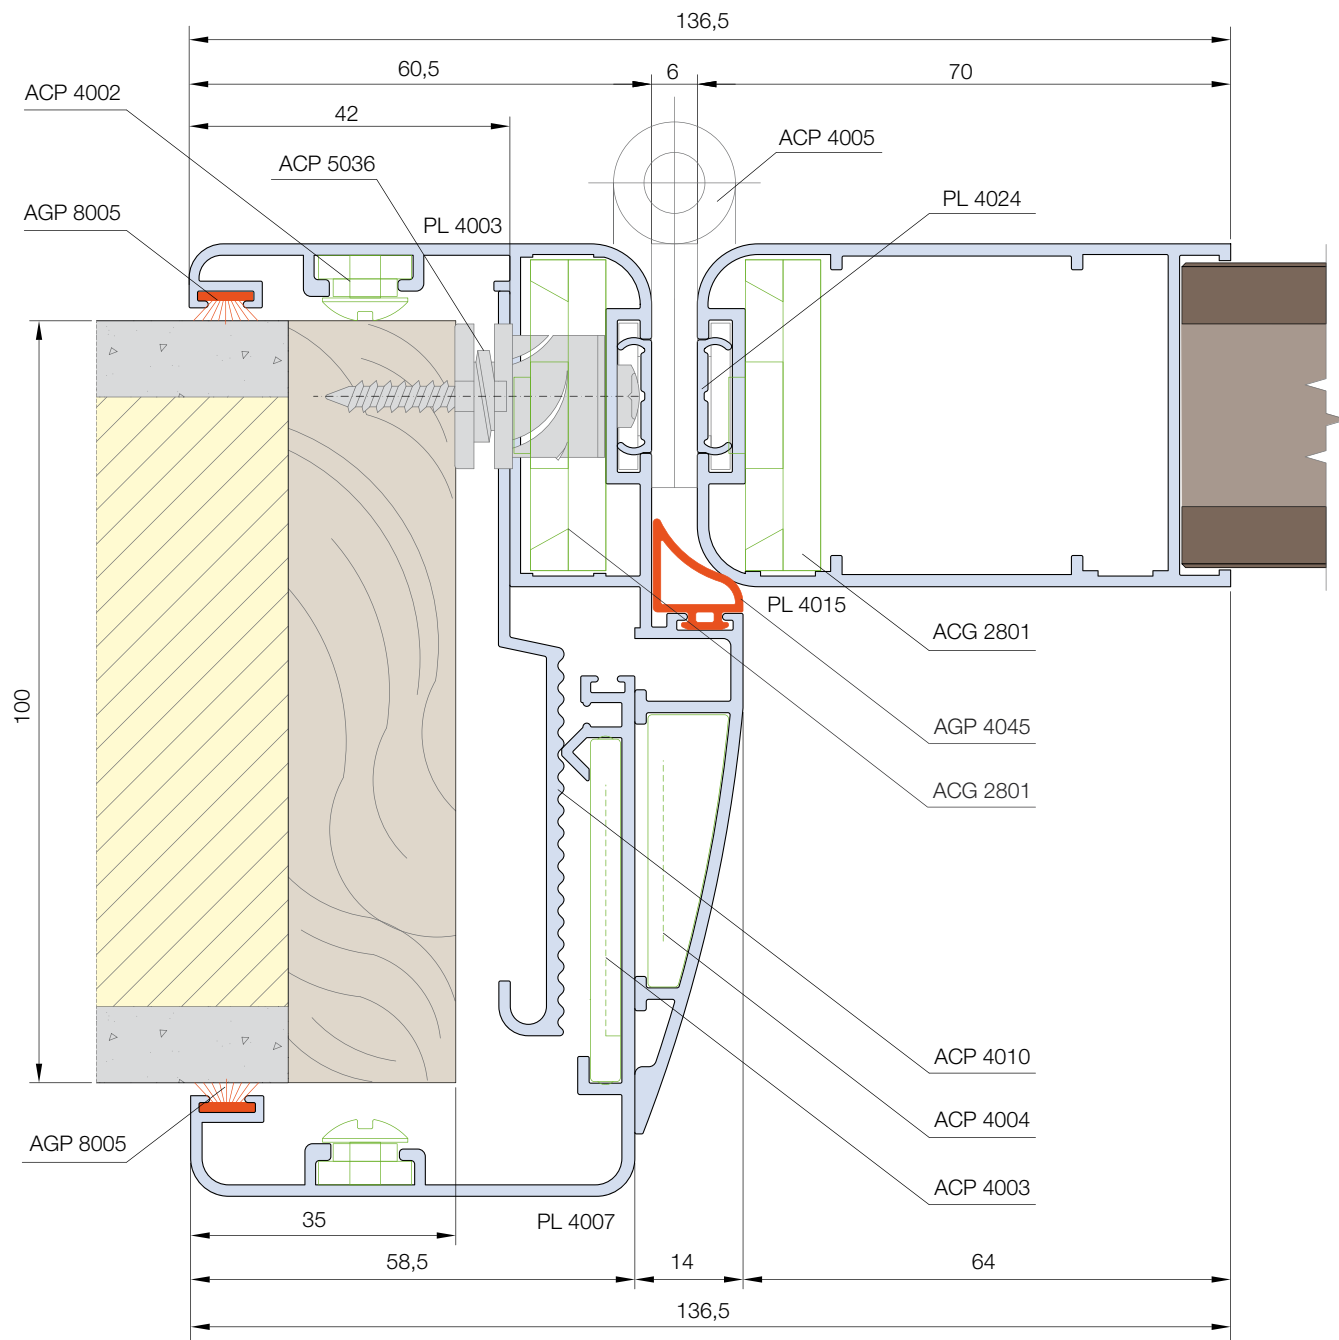 136,5
60,5
6
70
ACP 4002
42
ACP 5036
ACP 4005
AGP 8005
PL 4003
PL 4024
PL 4015
ACG 2801
100
AGP 4045
ACG 2801
ACP 4010
ACP 4004
AGP 8005
ACP 4003
35
PL 4007
58,5
14
64
136,5